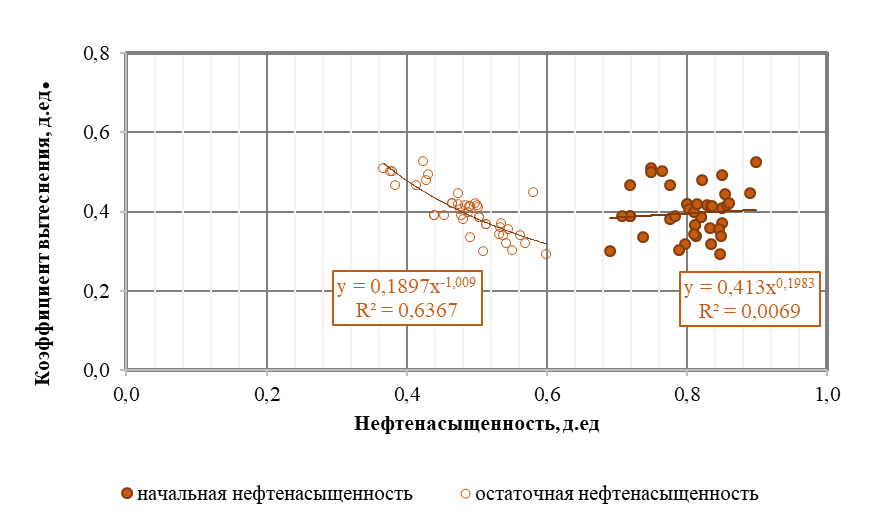 0,8
0,6
0,4
0,2
0,0
Коэффициент вытеснения, д.ед.
y = 0,1897x^-1,009
R² = 0,6367
y = 0,413x^0,1983
R² = 0,0069
0,0 0,2 0,4 0,6 0,8 1,0
Нефтенасыщенность, д.ед
начальная нефтенасыщенность
остаточная нефтенасыщенность